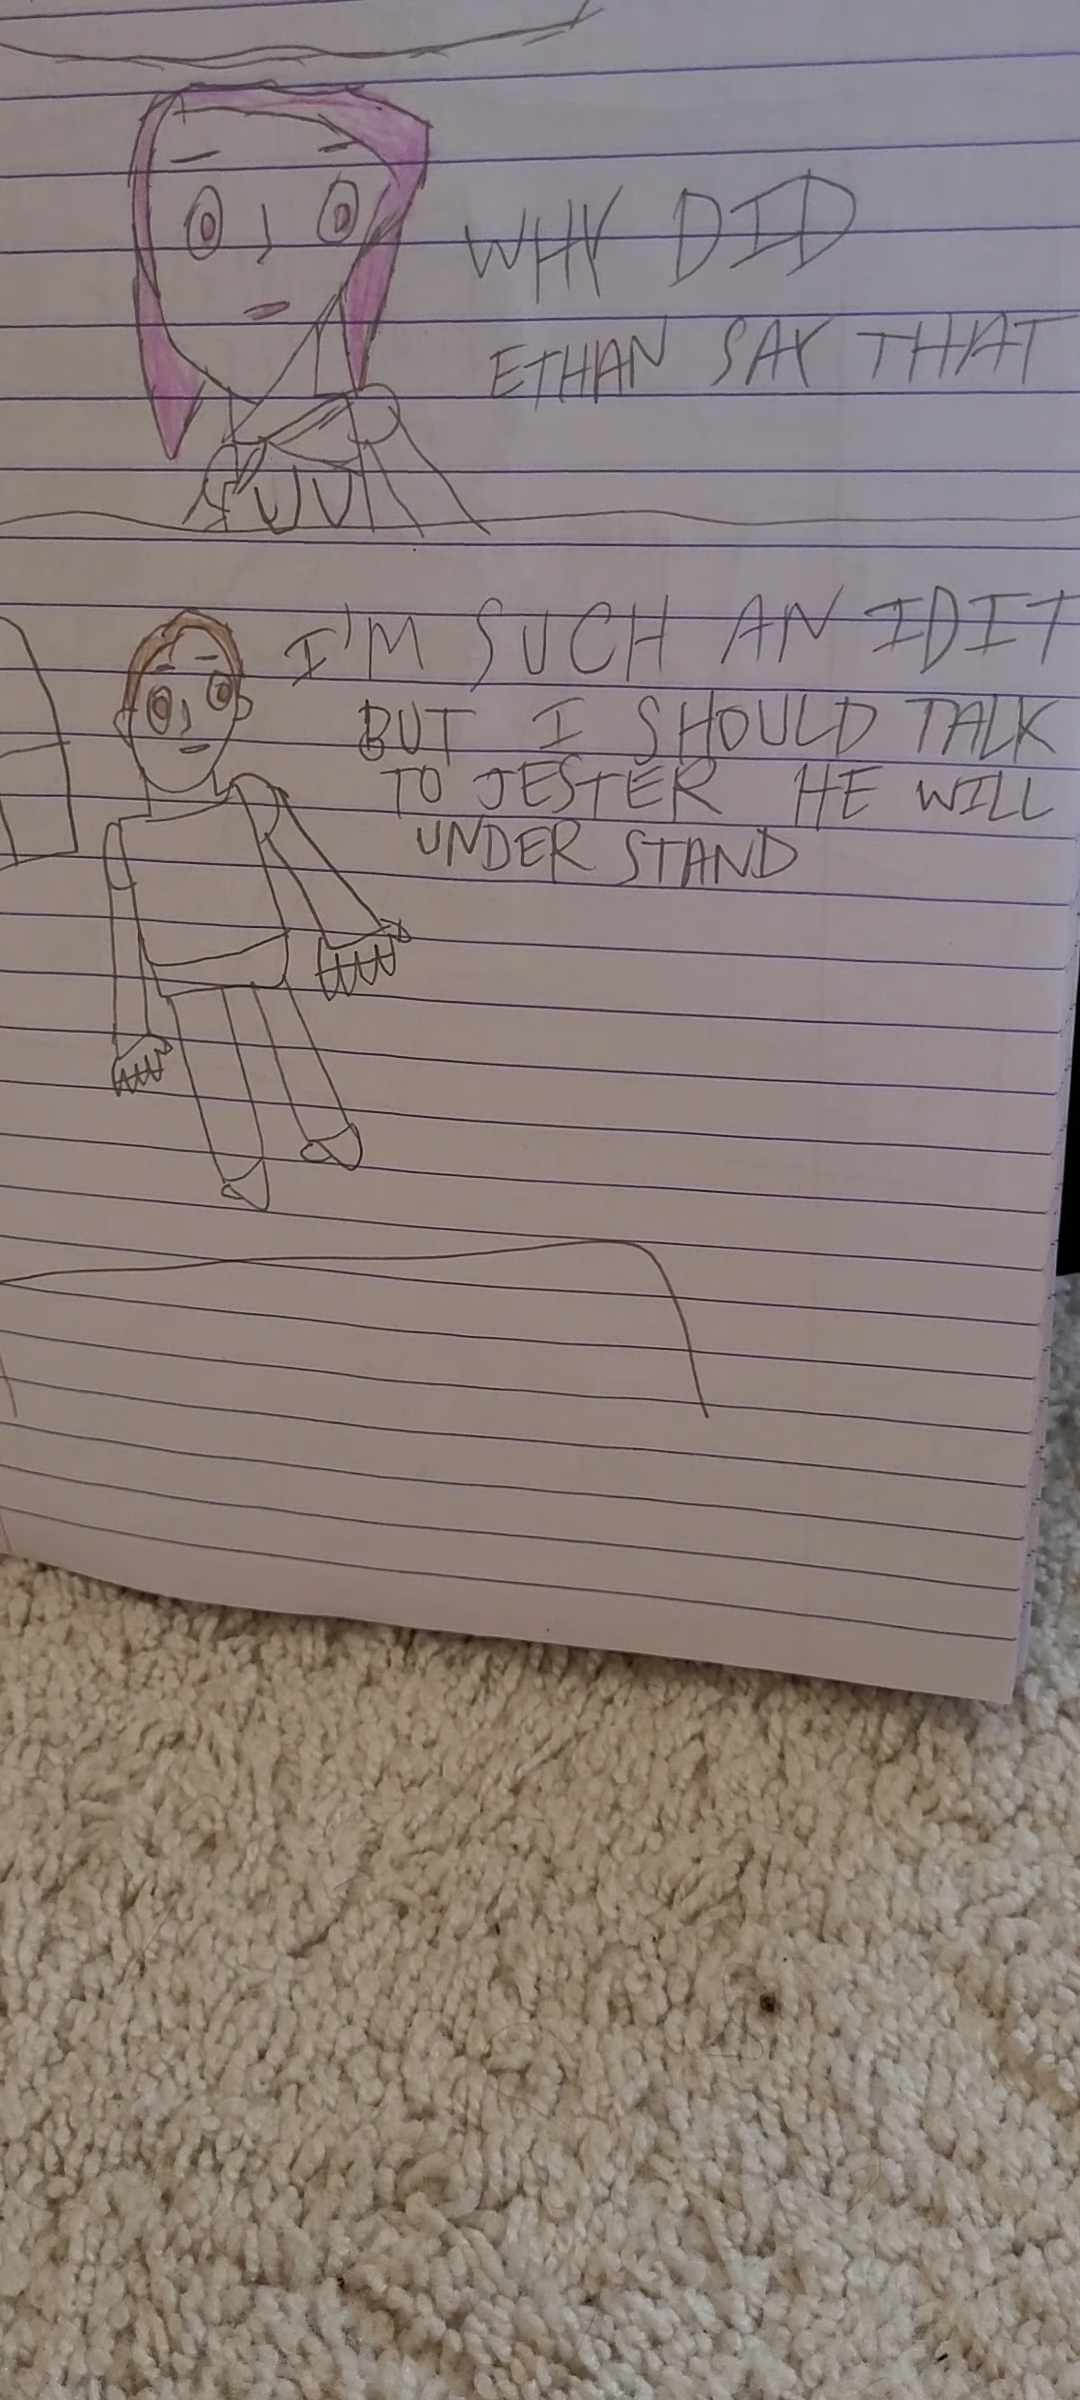 WHY DID
ETHAN SAY THAT
I'M SUCH AN IDIT
BUT I SHOULD TALK
TO JESTER HE WILL
UNDER STAND